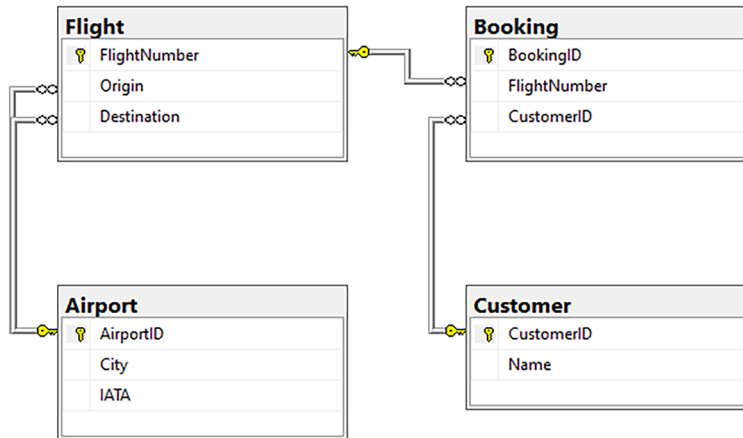 Flight
FlightNumber
Origin
Destination
Booking
BookingID
FlightNumber
CustomerID
Airport
AirportID
City
IATA
Customer
CustomerID
Name